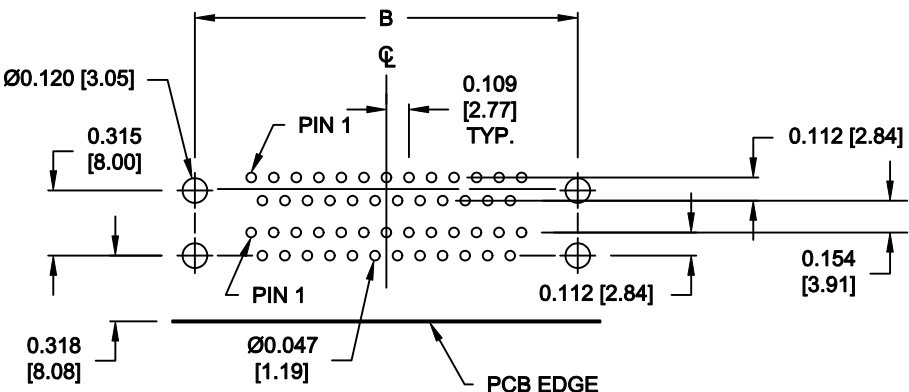 B
℄
Ø0.120 [3.05]
0.109
[2.77]
TYP.
PIN 1
0.315
[8.00]
0.112 [2.84]
0.154
[3.91]
PIN 1
0.112 [2.84]
0.318
[8.08]
Ø0.047
[1.19]
PCB EDGE